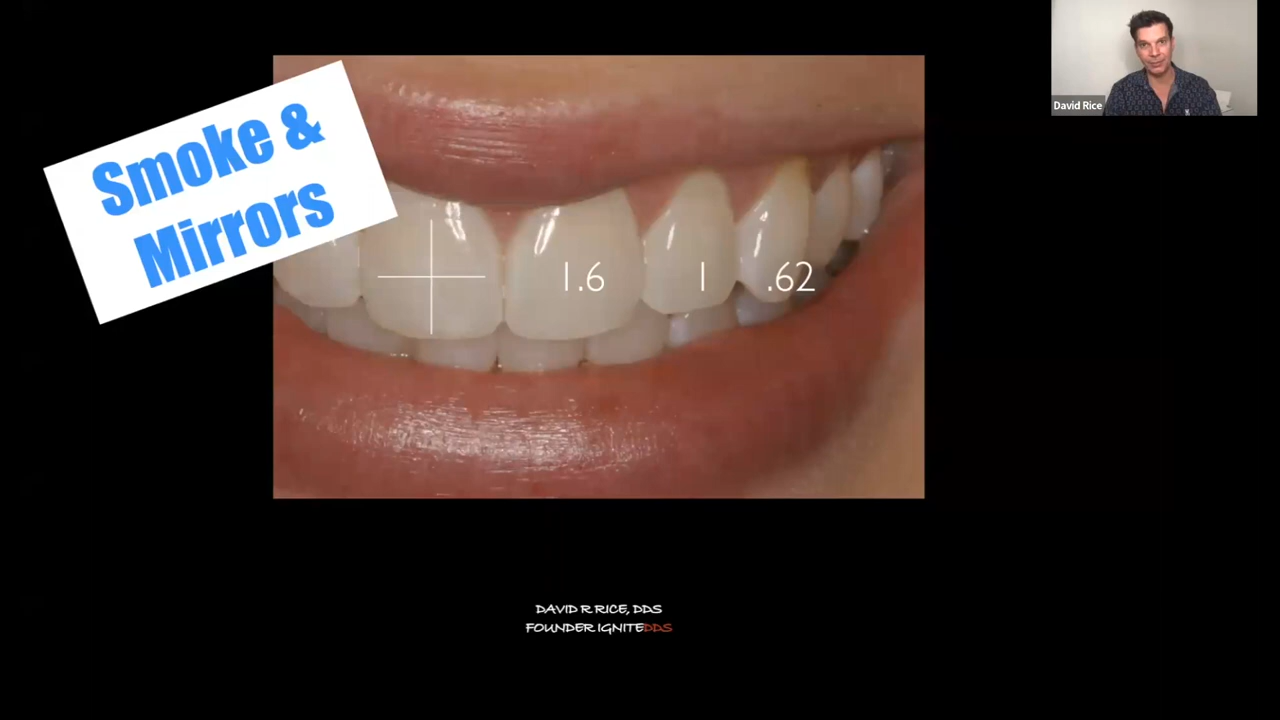 David Rice
Smoke &
Mirrors
1.6 1 .62
DAVID R RICE, DDS
FOUNDER IGNITEDDS